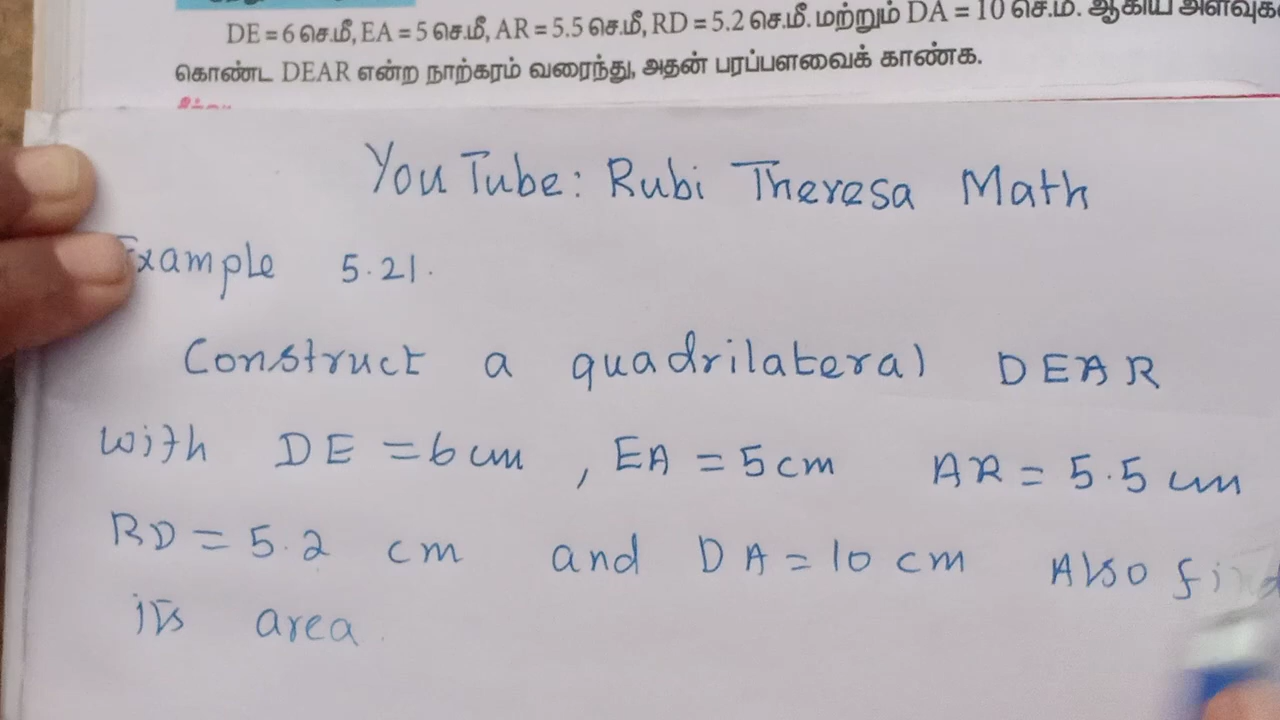 DE = 6 செ.மீ, EA = 5 செ.மீ, AR = 5.5 செ.மீ, RD = 5.2 செ.மீ. மற்றும் DA = 10 செ.மீ. ஆகிய
கொண்ட DEAR என்ற நாற்கரம் வரைந்து, அதன் பரப்பளவைக் காண்க.
YouTube: Rubi Theresa Math
Example 5.21.
Construct a quadrilateral DEAR
with DE = 6 cm , EA = 5 cm AR = 5.5 cm
RD = 5.2 cm and DA = 10 cm Also find
its area.